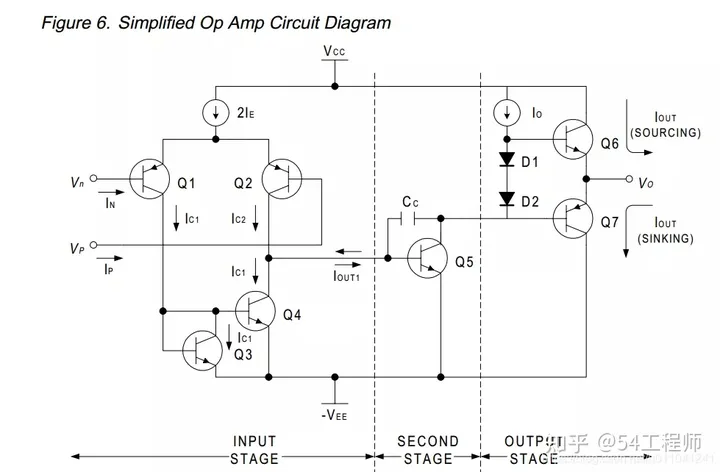 Figure 6. Simplified Op Amp Circuit Diagram
VCC
2IE
IO
IOUT
(SOURCING)
Q6
D1
Vn
IN
Q1
Q2
VO
D2
CC
Q7
IC1
IC2
IOUT
(SINKING)
VP
IP
IC1
IOUT1
Q5
Q4
IC1
Q3
-VEE
知乎 @54工程师
INPUT
STAGE
SECOND
STAGE
OUTPUT
STAGE